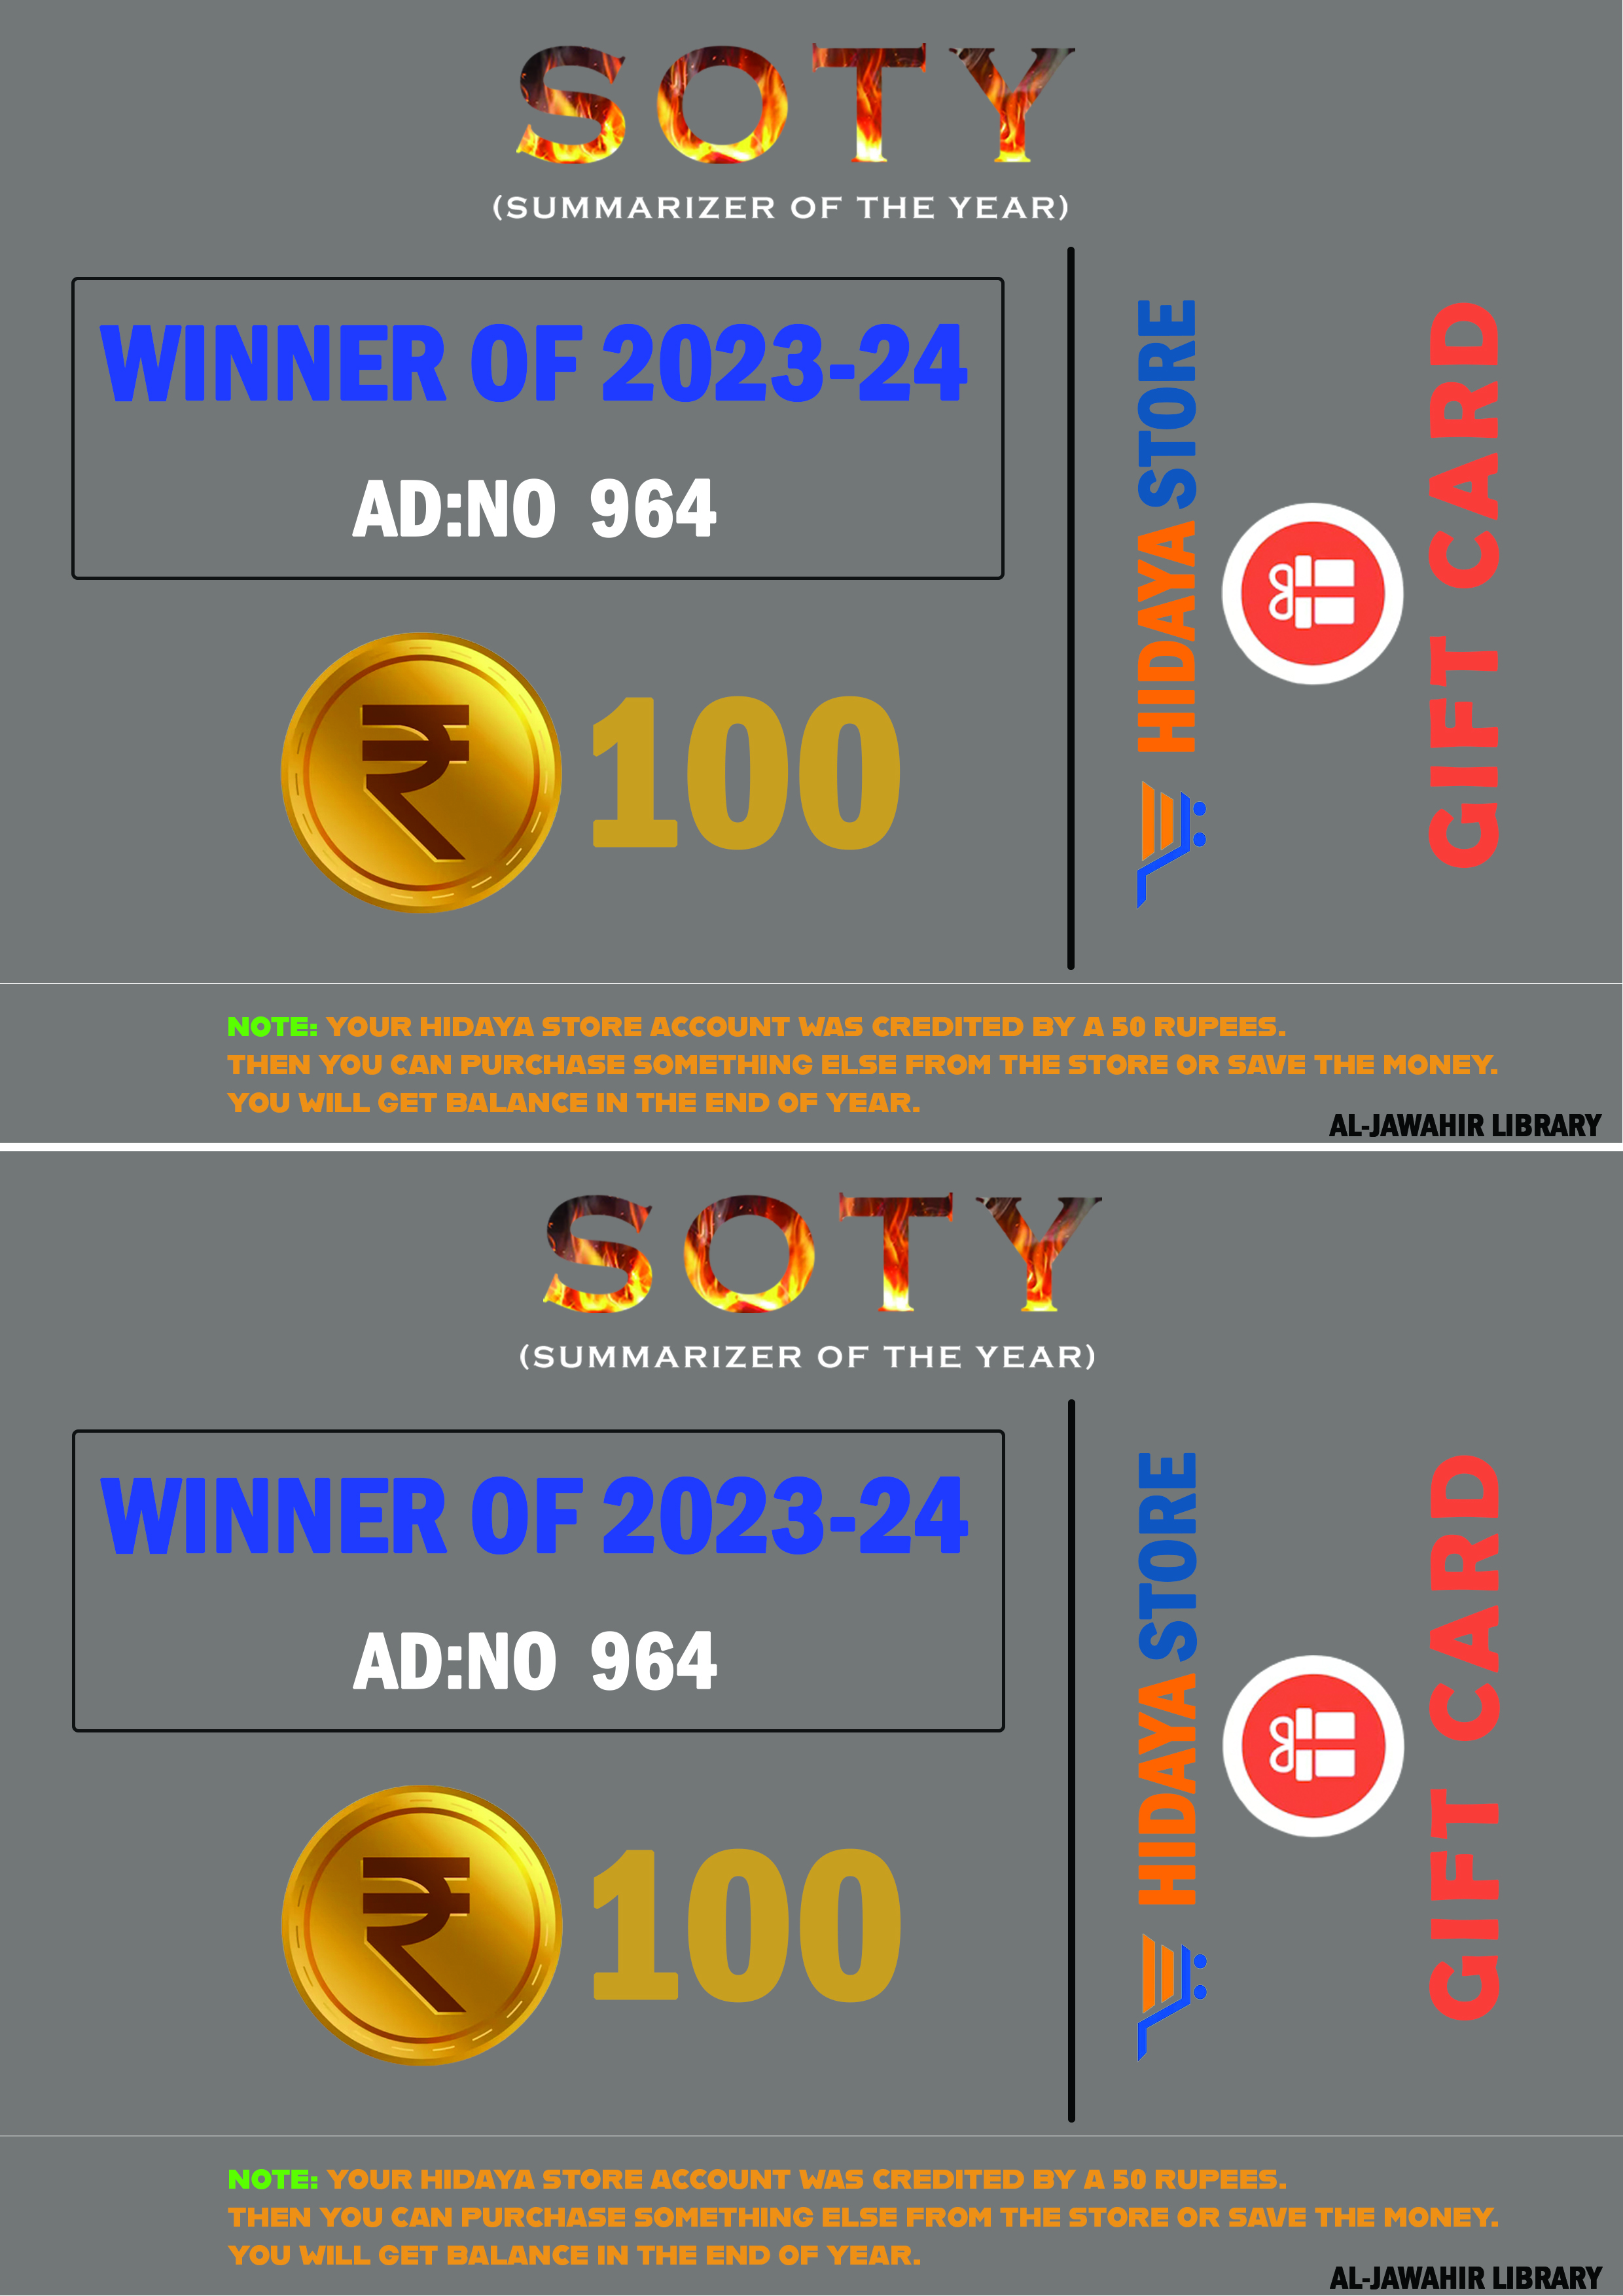 SOTY
(SUMMARIZER OF THE YEAR)
WINNER OF 2023-24
AD:NO 964
₹ 100
HIDAYA STORE
GIFT CARD
NOTE: YOUR HIDAYA STORE ACCOUNT WAS CREDITED BY A 50 RUPEES.
THEN YOU CAN PURCHASE SOMETHING ELSE FROM THE STORE OR SAVE THE MONEY.
YOU WILL GET BALANCE IN THE END OF YEAR.
AL-JAWAHIR LIBRARY
SOTY
(SUMMARIZER OF THE YEAR)
WINNER OF 2023-24
AD:NO 964
₹ 100
HIDAYA STORE
GIFT CARD
NOTE: YOUR HIDAYA STORE ACCOUNT WAS CREDITED BY A 50 RUPEES.
THEN YOU CAN PURCHASE SOMETHING ELSE FROM THE STORE OR SAVE THE MONEY.
YOU WILL GET BALANCE IN THE END OF YEAR.
AL-JAWAHIR LIBRARY